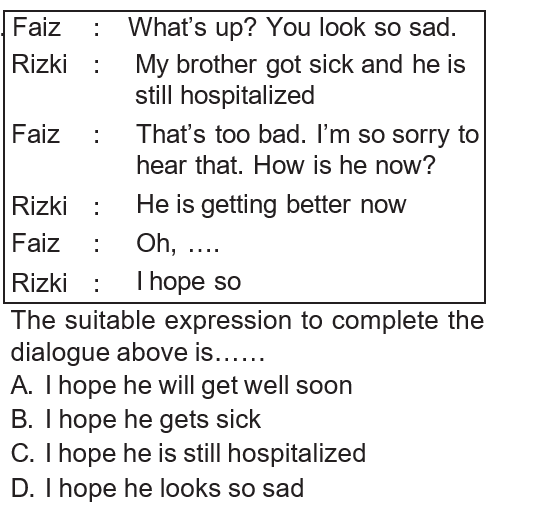 . Faiz : What’s up? You look so sad.
Rizki : My brother got sick and he is
still hospitalized
Faiz : That’s too bad. I’m so sorry to
hear that. How is he now?
Rizki : He is getting better now
Faiz : Oh, ….
Rizki : I hope so
The suitable expression to complete the
dialogue above is……
A. I hope he will get well soon
B. I hope he gets sick
C. I hope he is still hospitalized
D. I hope he looks so sad